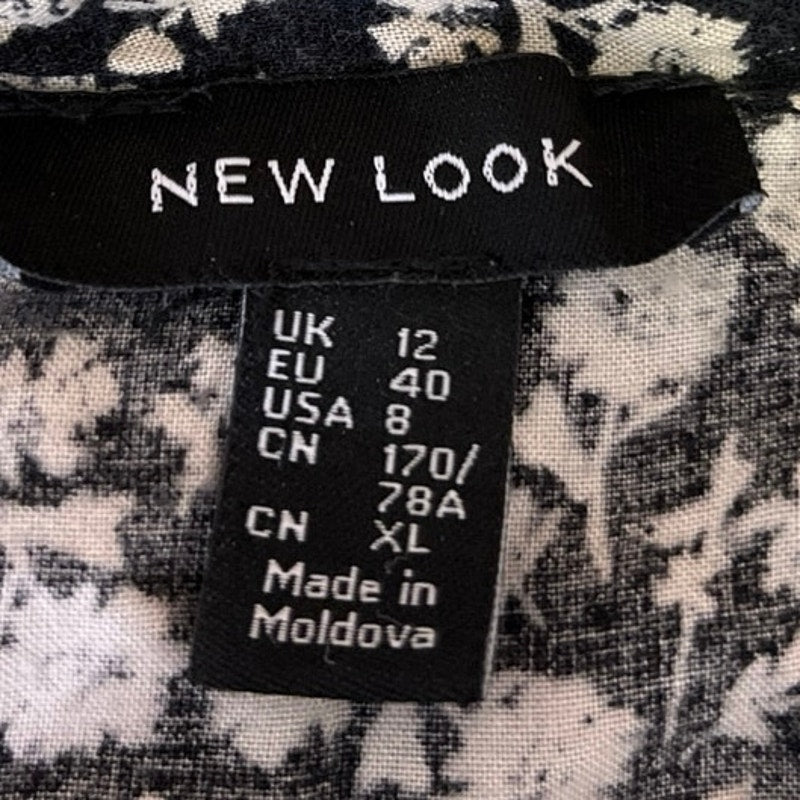 NEW LOOK
UK 12
EU 40
USA 8
CN 170/
78A
CN XL
Made in
Moldova